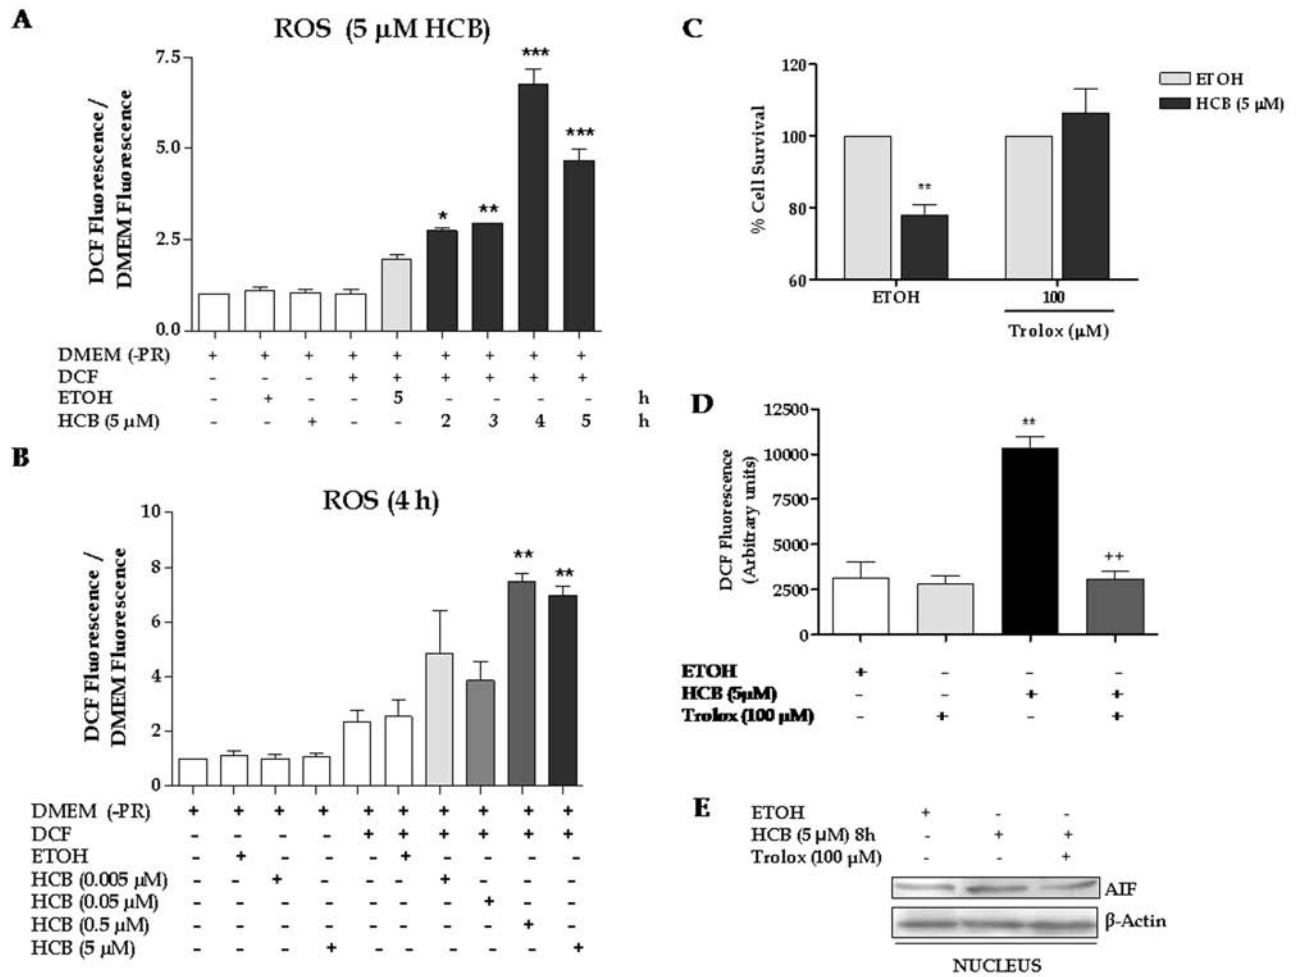 A
ROS (5 µM HCB)
DCF Fluorescence /
DMEM Fluorescence
7.5
5.0
2.5
0.0
*
**
***
***
DMEM (-PR) + + + + + + + + +
DCF - - - + + + + + +
ETOH - + - - 5 - - - - h
HCB (5 µM) - - + - - 2 3 4 5 h
B
ROS (4 h)
DCF Fluorescence /
DMEM Fluorescence
10
8
6
4
2
0
**
**
DMEM (-PR) + + + + + + + + + +
DCF - - - - + + + + + +
ETOH - + - - - + - - - -
HCB (0.005 µM) - - + - - - + - - -
HCB (0.05 µM) - - - - - - - + - -
HCB (0.5 µM) - - - - - - - - + -
HCB (5 µM) - - - + - - - - - +
C
% Cell Survival
120
100
80
60
**
ETOH
HCB (5 µM)
ETOH
100
Trolox (µM)
D
DCF Fluorescence
(Arbitrary units)
12500
10000
7500
5000
2500
0
**
++
ETOH + - - -
HCB (5µM) - - + +
Trolox (100 µM) - + - +
E
ETOH + - -
HCB (5 µM) 8h - + +
Trolox (100 µM) - - +
AIF
β-Actin
NUCLEUS